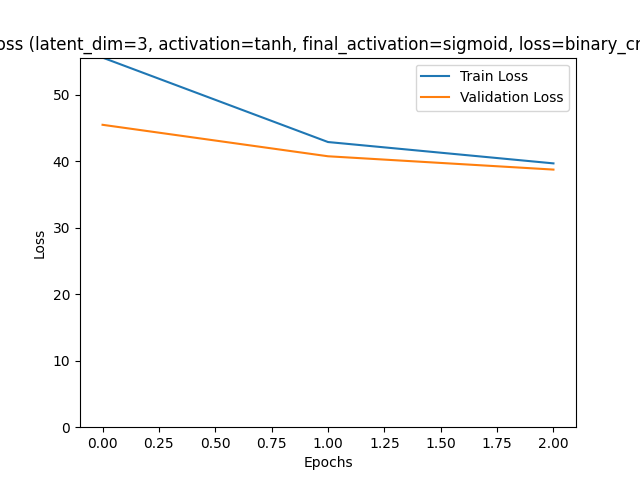 oss (latent_dim=3, activation=tanh, final_activation=sigmoid, loss=binary_cr
Train Loss
Validation Loss
50
40
30
20
10
0
Loss
0.00 0.25 0.50 0.75 1.00 1.25 1.50 1.75 2.00
Epochs